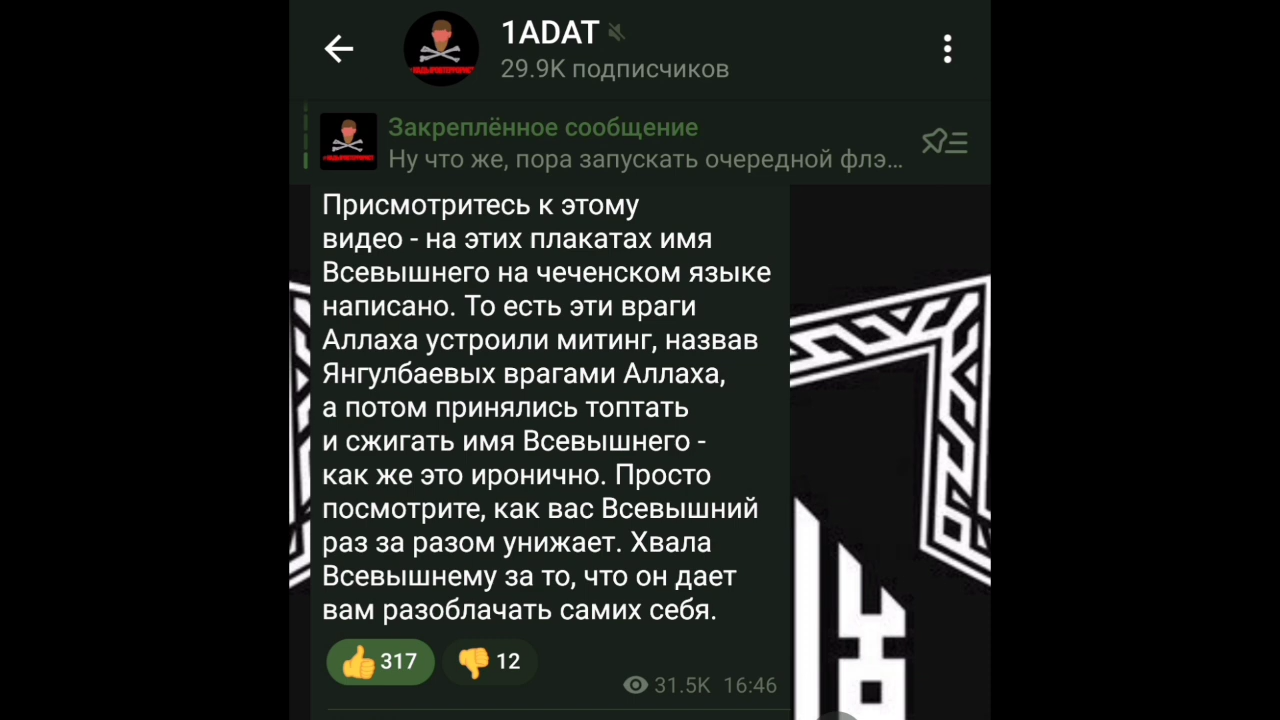 1ADAT
29.9K подписчиков
Закреплённое сообщение
Ну что же, пора запускать очередной флэ...
Присмотритесь к этому
видео - на этих плакатах имя
Всевышнего на чеченском языке
написано. То есть эти враги
Аллаха устроили митинг, назвав
Янгулбаевых врагами Аллаха,
а потом принялись топтать
и сжигать имя Всевышнего -
как же это иронично. Просто
посмотрите, как вас Всевышний
раз за разом унижает. Хвала
Всевышнему за то, что он дает
вам разоблачать самих себя.
317 12
31.5K 16:46